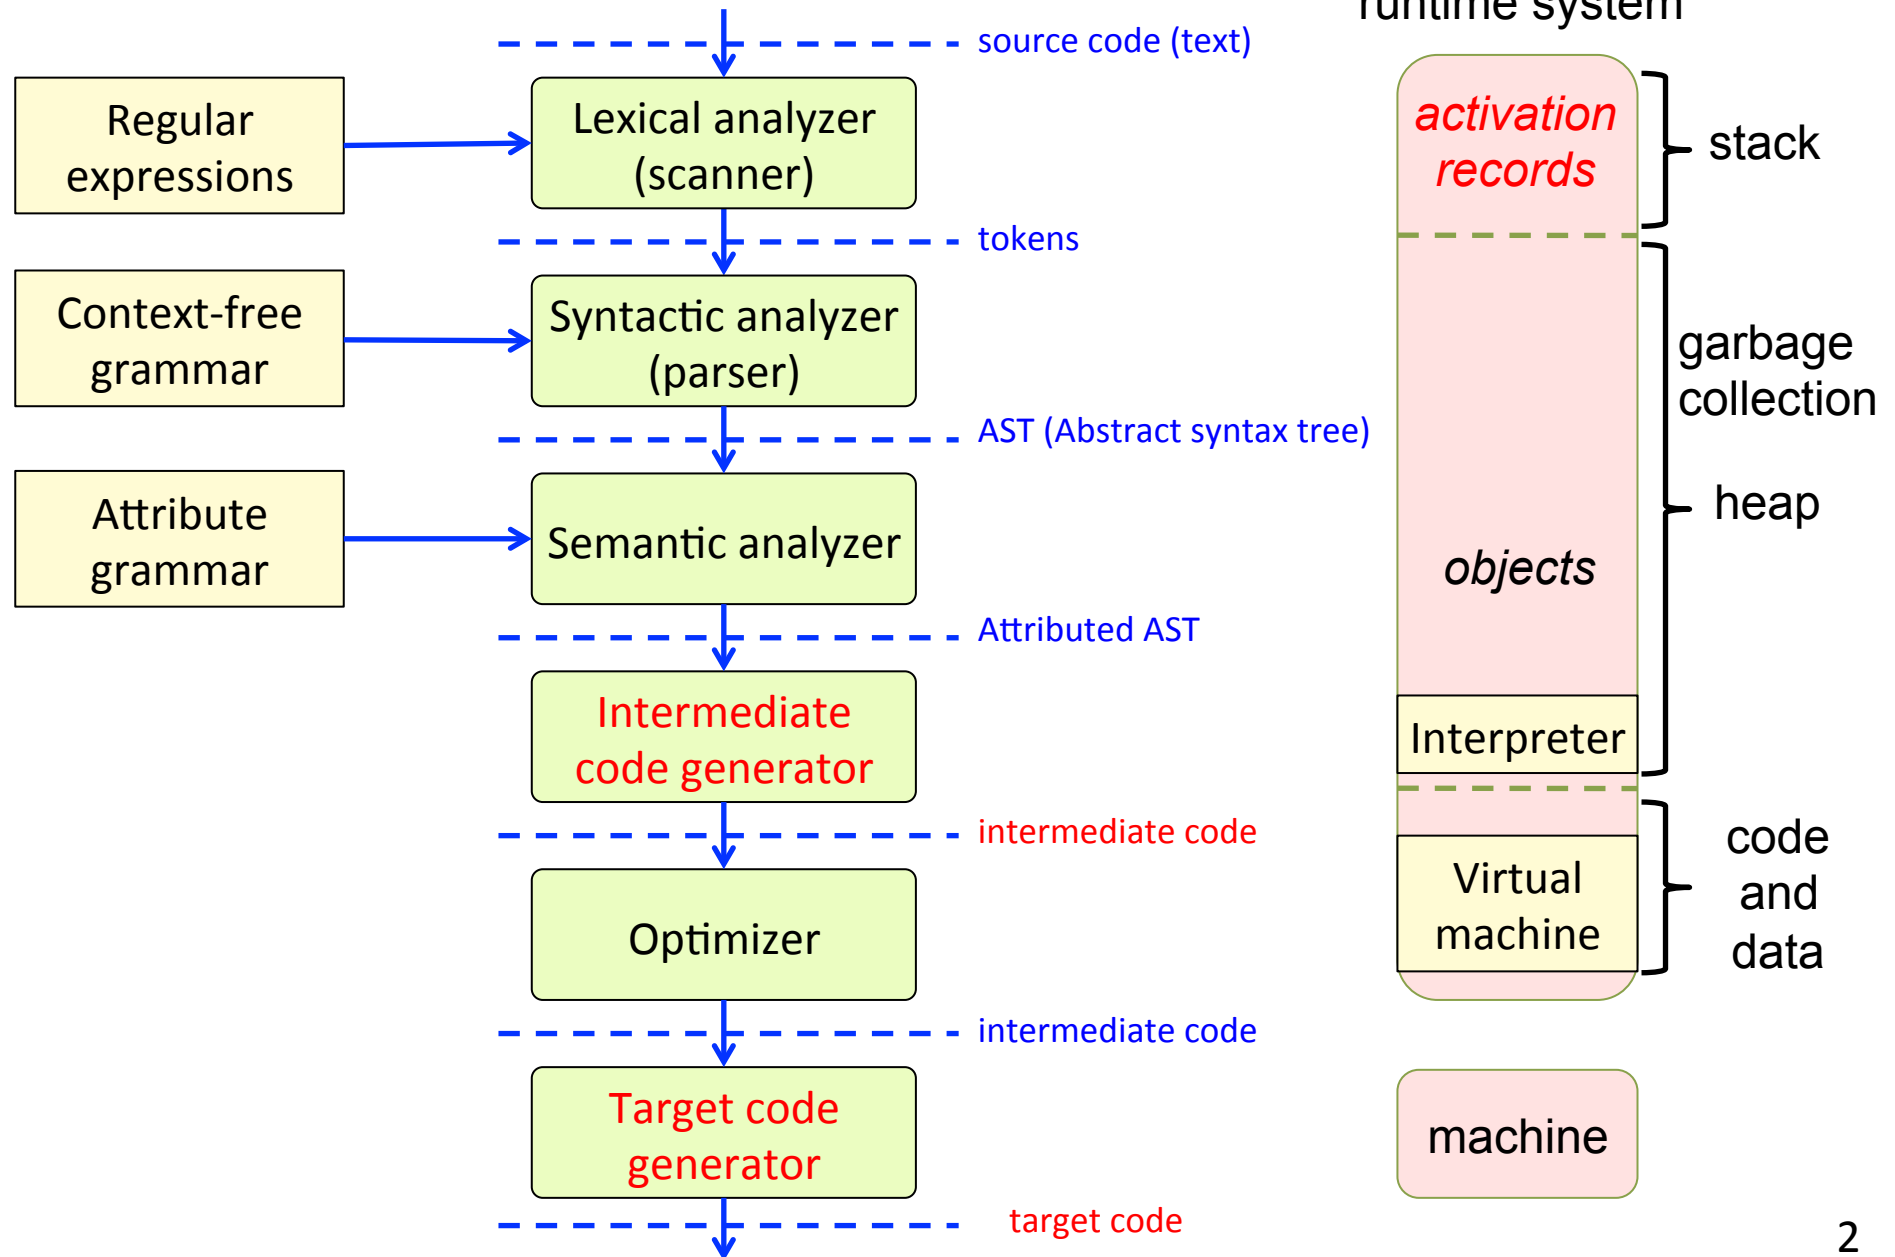 runtime system
source code (text)
Regular
expressions
Lexical analyzer
(scanner)
activation
records
stack
tokens
Context-free
grammar
Syntactic analyzer
(parser)
garbage
collection
AST (Abstract syntax tree)
Attribute
grammar
Semantic analyzer
heap
objects
Attributed AST
Intermediate
code generator
Interpreter
intermediate code
code
and
data
Virtual
machine
Optimizer
intermediate code
Target code
generator
machine
target code
2